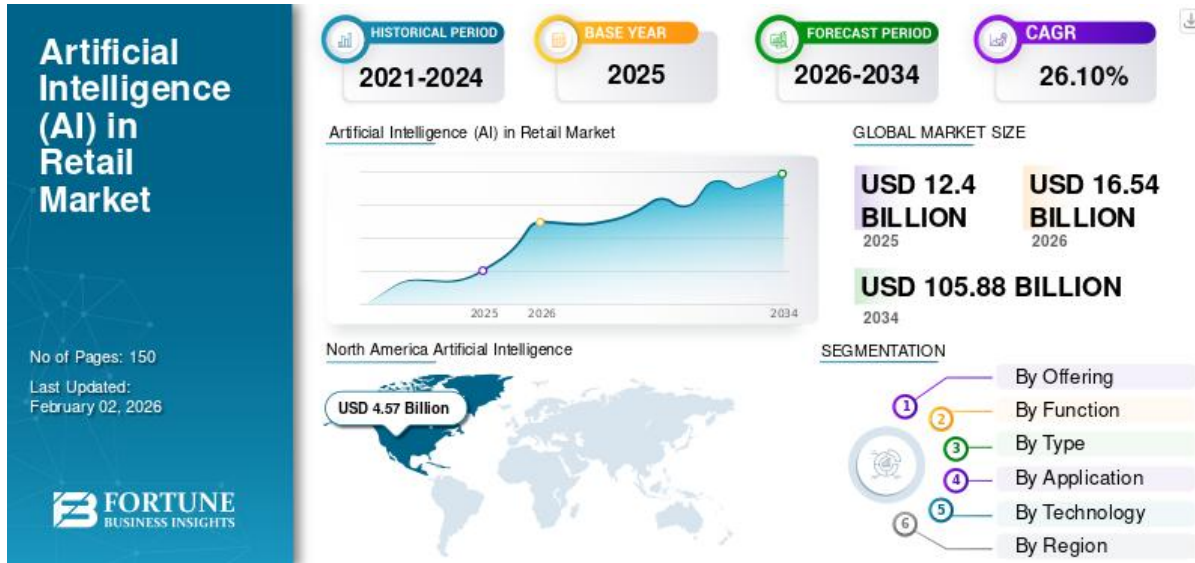 Artificial
Intelligence
(AI) in
Retail
Market
No of Pages: 150
Last Updated:
February 02, 2026
FORTUNE
BUSINESS INSIGHTS
HISTORICAL PERIOD
2021-2024
BASE YEAR
2025
FORECAST PERIOD
2026-2034
CAGR
26.10%
Artificial Intelligence (AI) in Retail Market
2025
2026
2034
GLOBAL MARKET SIZE
USD 12.4
BILLION
2025
USD 16.54
BILLION
2026
USD 105.88 BILLION
2034
North America Artificial Intelligence
USD 4.57 Billion
SEGMENTATION
1 By Offering
2 By Function
3 By Type
4 By Application
5 By Technology
6 By Region